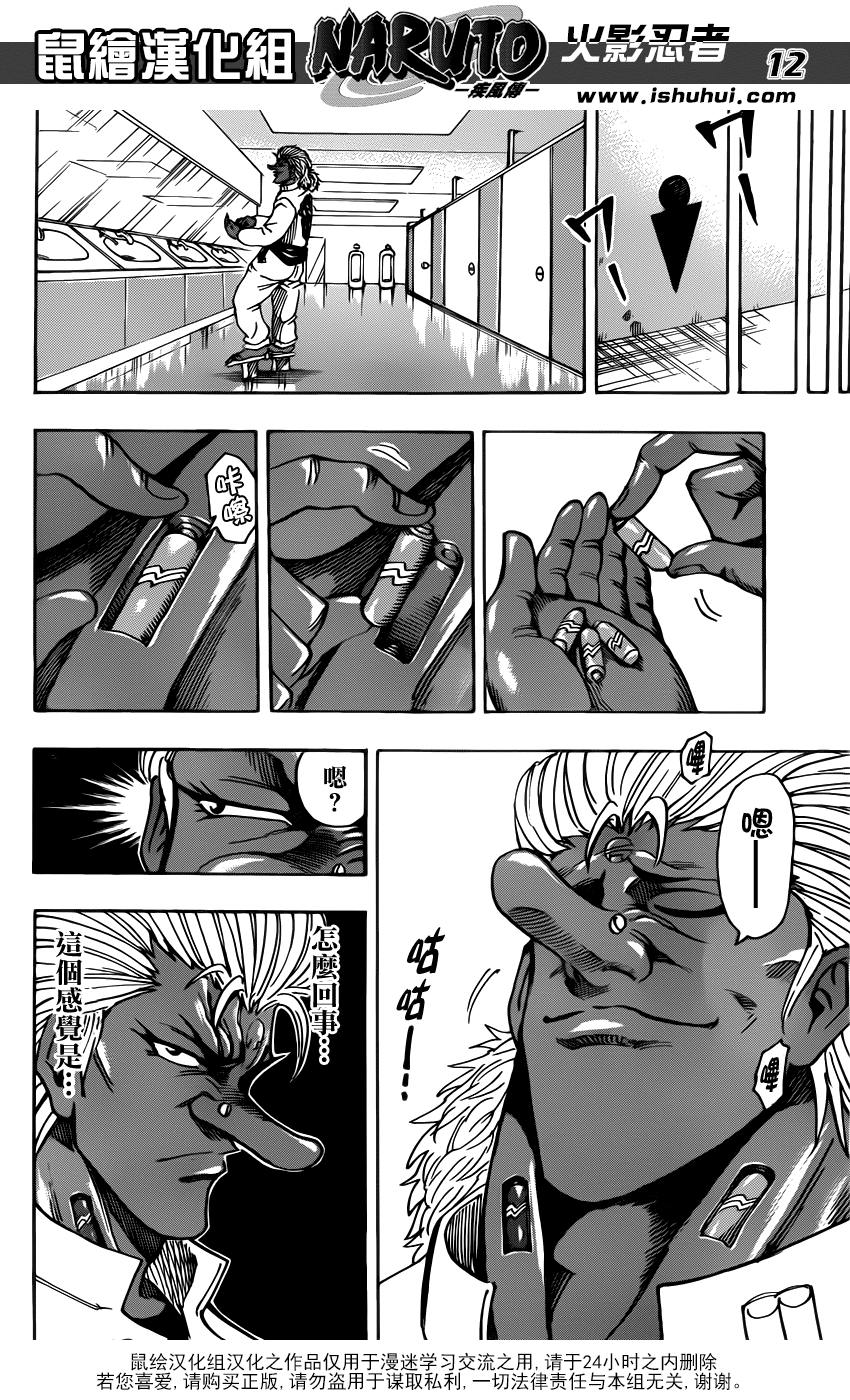 鼠繪漢化組
NARUTO
-疾風傳-
火影忍者
12
www.ishuhui.com
ワ
ワ
咔嚓
嗯？
嗯——
咕咕—…
怎麼回事…
這個感覺是…
鼠绘汉化组汉化之作品仅用于漫迷学习交流之用，请于24小时之内删除
若您喜爱，请购买正版，请勿盗用于谋取私利，一切法律责任与本组无关，谢谢。